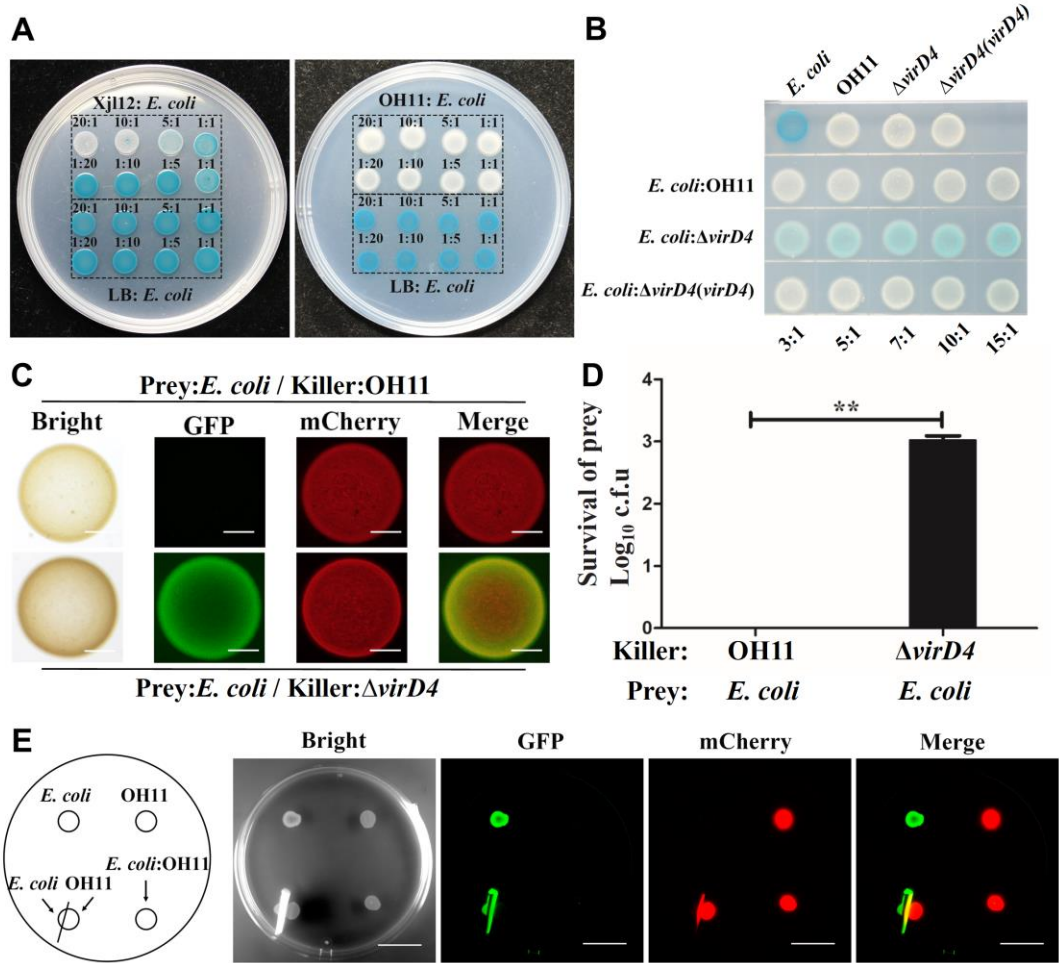 A
Xjl12: E. coli
20:1 10:1 5:1 1:1
1:20 1:10 1:5 1:1
20:1 10:1 5:1 1:1
1:20 1:10 1:5 1:1
LB: E. coli
OH11: E. coli
20:1 10:1 5:1 1:1
1:20 1:10 1:5 1:1
20:1 10:1 5:1 1:1
1:20 1:10 1:5 1:1
LB: E. coli
B
E. coli OH11 ΔvirD4 ΔvirD4(virD4)
E. coli:OH11
E. coli:ΔvirD4
E. coli:ΔvirD4(virD4)
3:1 5:1 7:1 10:1 15:1
C
Prey:E. coli / Killer:OH11
Bright GFP mCherry Merge
Prey:E. coli / Killer:ΔvirD4
D
Survival of prey
Log10 c.f.u
4
3
2
1
0
**
Killer: OH11 ΔvirD4
Prey: E. coli E. coli
E
Bright GFP mCherry Merge
E. coli OH11
E. coli:OH11
E. coli OH11